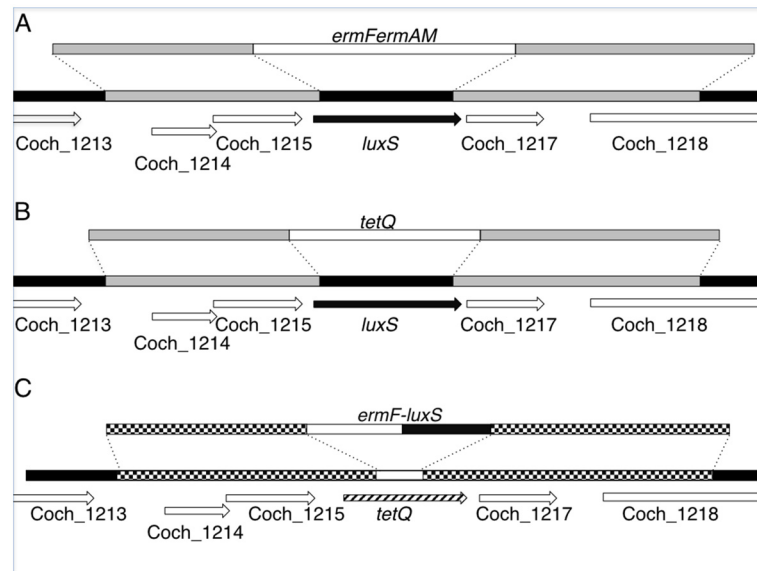 A
ermFermAM
Coch_1213 Coch_1215 luxS Coch_1217 Coch_1218
Coch_1214
B
tetQ
Coch_1213 Coch_1215 luxS Coch_1217 Coch_1218
Coch_1214
C
ermF-luxS
Coch_1213 Coch_1215 tetQ Coch_1217 Coch_1218
Coch_1214